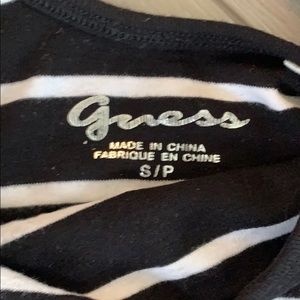 Guess
MADE IN CHINA
FABRIQUE EN CHINE
S/P